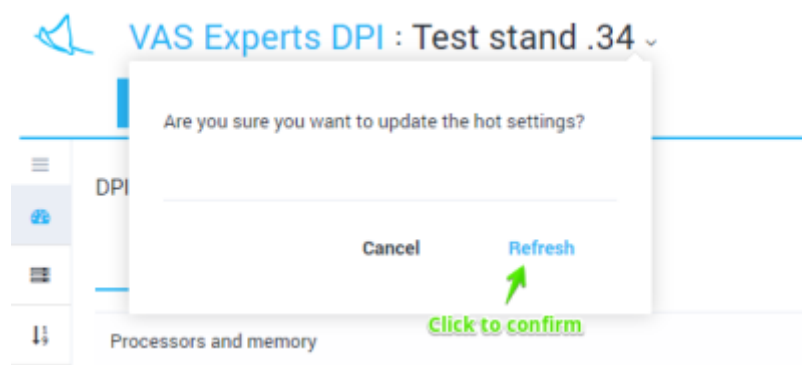 VAS Experts DPI : Test stand .34
Are you sure you want to update the hot settings?
DPI
Cancel Refresh
Click to confirm
Processors and memory